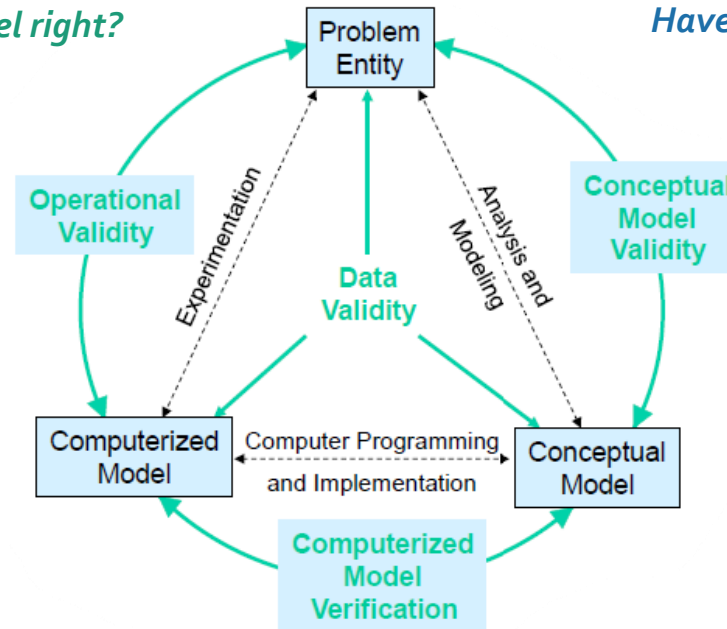 el right?
Have
Problem
Entity
Operational
Validity
Experimentation
Analysis and
Modeling
Conceptual
Model
Validity
Data
Validity
Computerized
Model
Computer Programming
and Implementation
Conceptual
Model
Computerized
Model
Verification